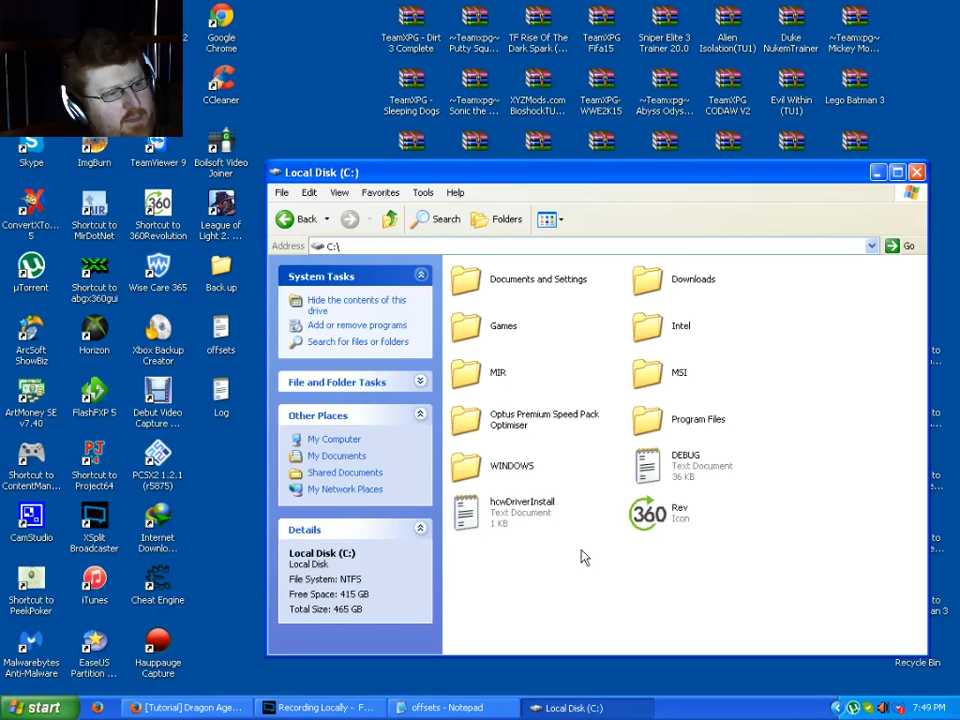 2
Google
Chrome
TeamXPG - Dirt
3 Complete
~Teamxpg~
Putty Squ...
TF Rise Of The
Dark Spark (...
TeamXPG
Fifa15
Sniper Elite 3
Trainer 20.0
Alien
Isolation(TU1)
Duke
NukemTrainer
~Teamxpg~
Mickey Mo...
CCleaner
TeamXPG -
Sleeping Dogs
~Teamxpg~
Sonic the ...
XYZMods.com
BioshockTU...
TeamXPG-
WWE2K15
~Teamxpg~
Abyss Odys...
TeamXPG
CODAW V2
Evil Within
(TU1)
Lego Batman 3
Skype
ImgBurn
TeamViewer 9
Boilsoft Video
Joiner
ConvertXTo...
5
Shortcut to
MirDotNet
360
Shortcut to
360Revolution
League of
Light 2. ...
µTorrent
Shortcut to
abgx360gui
Wise Care 365
Back up
ArcSoft
ShowBiz
Horizon
Xbox Backup
Creator
offsets
ArtMoney SE
v7.40
FlashFXP 5
Debut Video
Capture ...
Log
Shortcut to
ContentMan...
Shortcut to
Project64
PCSX2 1.2.1
(r5875)
CamStudio
XSplit
Broadcaster
Internet
Downlo...
Shortcut to
PeekPoker
iTunes
Cheat Engine
Malwarebytes
Anti-Malware
EaseUS
Partition ...
Hauppauge
Capture
Local Disk (C:)
File Edit View Favorites Tools Help
Back Search Folders
Address C:\ Go
System Tasks
Hide the contents of this
drive
Add or remove programs
Search for files or folders
File and Folder Tasks
Other Places
My Computer
My Documents
Shared Documents
My Network Places
Details
Local Disk (C:)
Local Disk
File System: NTFS
Free Space: 415 GB
Total Size: 465 GB
Documents and Settings
Downloads
Games
Intel
MIR
MSI
Optus Premium Speed Pack
Optimiser
Program Files
WINDOWS
DEBUG
Text Document
36 KB
hcwDriverInstall
Text Document
1 KB
360
Rev
Icon
to
to
n 3
Recycle Bin
start
[Tutorial] Dragon Age...
Recording Locally - F...
offsets - Notepad
Local Disk (C:)
7:49 PM